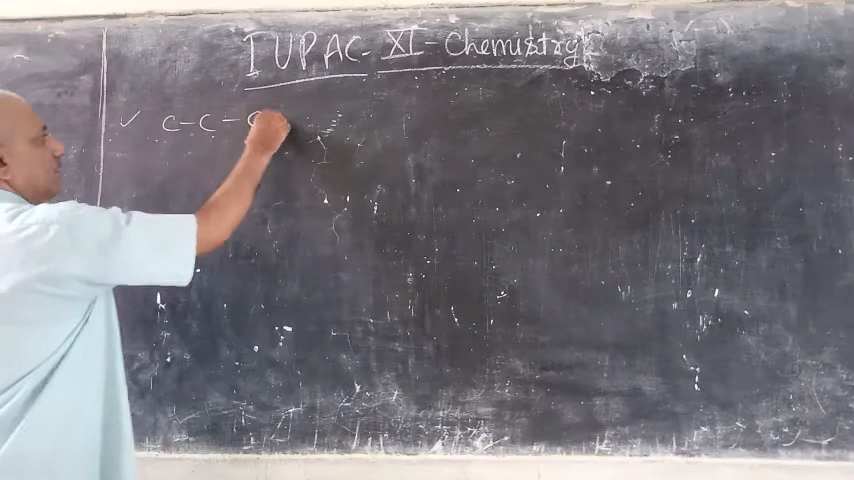 IUPAC - XI - Chemistry
✓ C-C-C